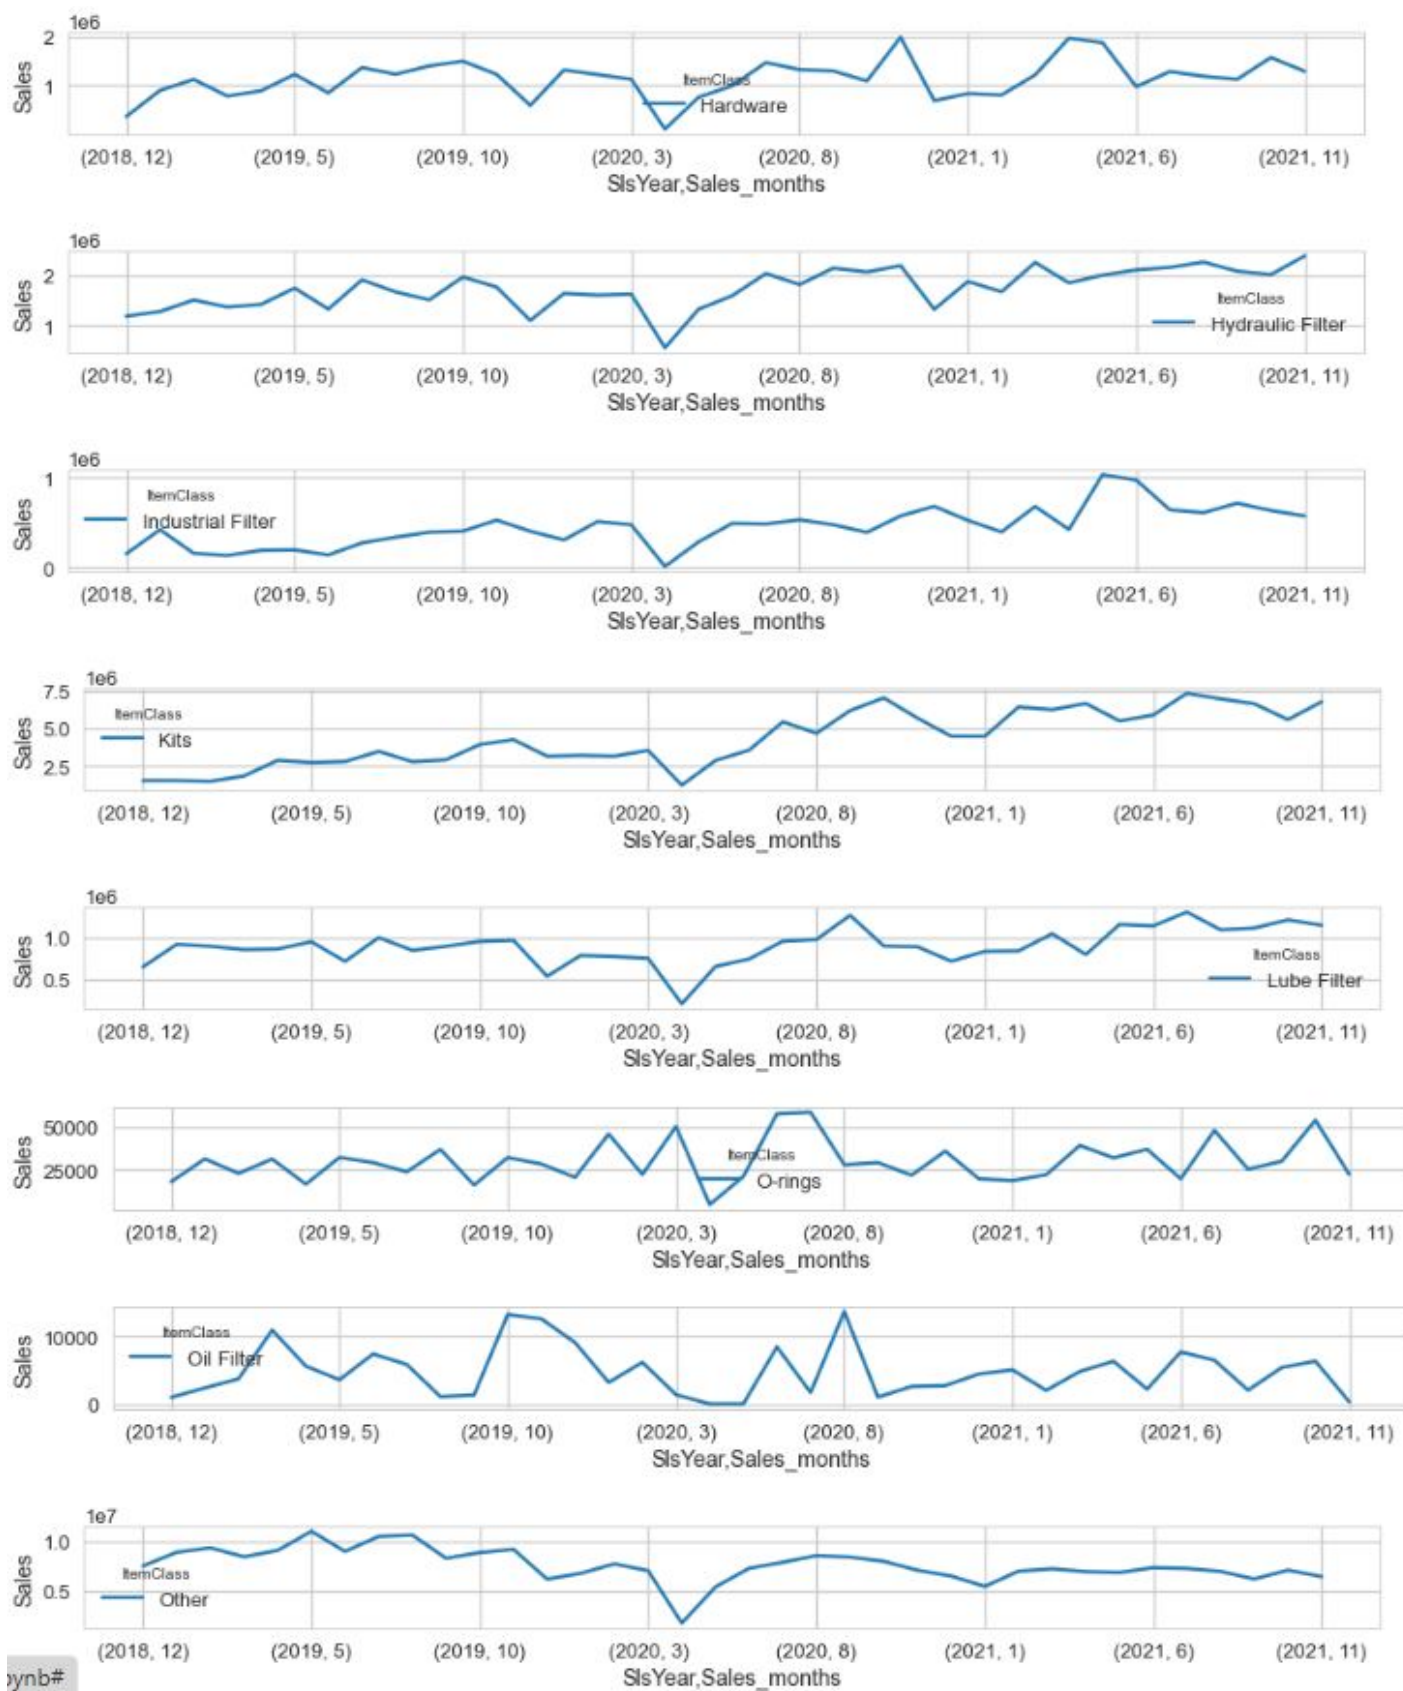 1e6
2
1
Sales
ItemClass
Hardware
(2018, 12) (2019, 5) (2019, 10) (2020, 3) (2020, 8) (2021, 1) (2021, 6) (2021, 11)
SlsYear,Sales_months
1e6
2
1
Sales
ItemClass
Hydraulic Filter
(2018, 12) (2019, 5) (2019, 10) (2020, 3) (2020, 8) (2021, 1) (2021, 6) (2021, 11)
SlsYear,Sales_months
1e6
1
0
Sales
ItemClass
Industrial Filter
(2018, 12) (2019, 5) (2019, 10) (2020, 3) (2020, 8) (2021, 1) (2021, 6) (2021, 11)
SlsYear,Sales_months
1e6
7.5
5.0
2.5
Sales
ItemClass
Kits
(2018, 12) (2019, 5) (2019, 10) (2020, 3) (2020, 8) (2021, 1) (2021, 6) (2021, 11)
SlsYear,Sales_months
1e6
1.0
0.5
Sales
ItemClass
Lube Filter
(2018, 12) (2019, 5) (2019, 10) (2020, 3) (2020, 8) (2021, 1) (2021, 6) (2021, 11)
SlsYear,Sales_months
50000
25000
Sales
ItemClass
O-rings
(2018, 12) (2019, 5) (2019, 10) (2020, 3) (2020, 8) (2021, 1) (2021, 6) (2021, 11)
SlsYear,Sales_months
10000
0
Sales
ItemClass
Oil Filter
(2018, 12) (2019, 5) (2019, 10) (2020, 3) (2020, 8) (2021, 1) (2021, 6) (2021, 11)
SlsYear,Sales_months
1e7
1.0
0.5
Sales
ItemClass
Other
(2018, 12) (2019, 5) (2019, 10) (2020, 3) (2020, 8) (2021, 1) (2021, 6) (2021, 11)
SlsYear,Sales_months
ynb#